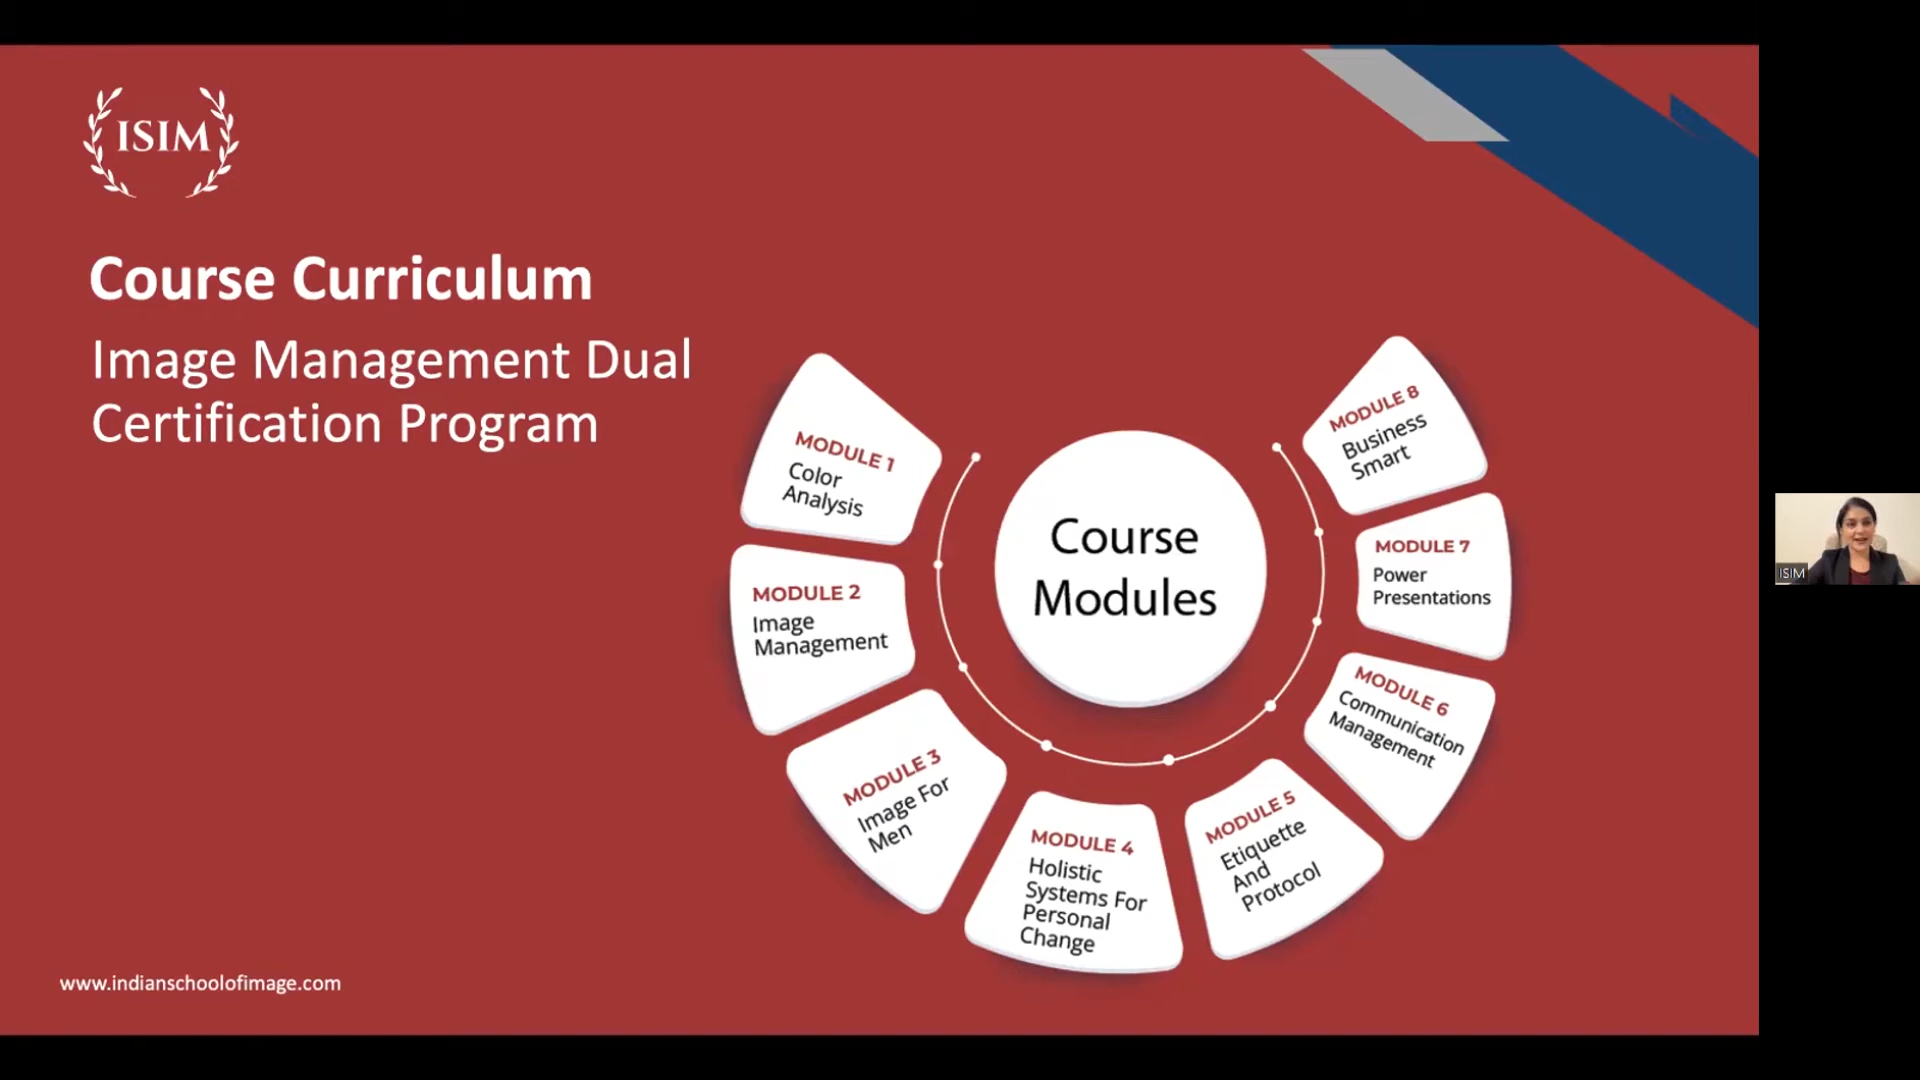 ISIM
Course Curriculum
Image Management Dual
Certification Program
Course
Modules
MODULE 1
Color
Analysis
MODULE 2
Image
Management
MODULE 3
Image For
Men
MODULE 4
Holistic
Systems For
Personal
Change
MODULE 5
Etiquette
And
Protocol
MODULE 6
Communication
Management
MODULE 7
Power
Presentations
MODULE 8
Business
Smart
www.indianschoolofimage.com
ISIM